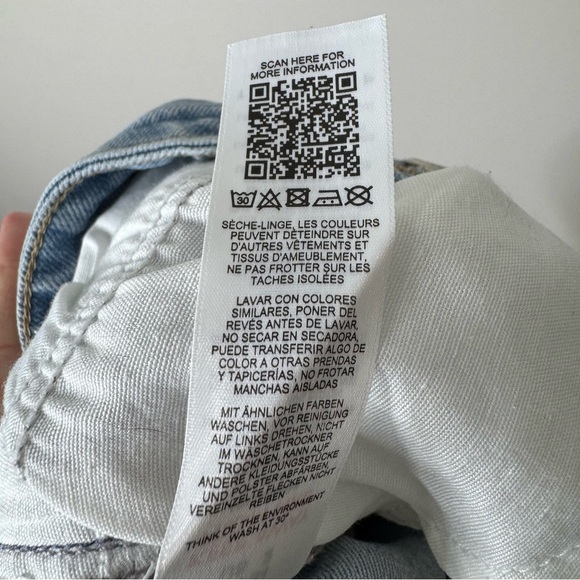 SCAN HERE FOR
MORE INFORMATION
30
SÈCHE-LINGE, LES COULEURS
PEUVENT DÉTEINDRE SUR
D'AUTRES VÊTEMENTS ET
TISSUS D'AMEUBLEMENT,
NE PAS FROTTER SUR LES
TACHES ISOLÉES
LAVAR CON COLORES
SIMILARES, PONER DEL
REVÉS ANTES DE LAVAR,
NO SECAR EN SECADORA,
PUEDE TRANSFERIR ALGO DE
COLOR A OTRAS PRENDAS
Y TAPICERÍAS, NO FROTAR
MANCHAS AISLADAS
MIT ÄHNLICHEN FARBEN
WASCHEN, VOR REINIGUNG
AUF LINKS DREHEN, NICHT
IM WÄSCHETROCKNER
TROCKNEN, KANN AUF
ANDERE KLEIDUNGSSTÜCKE
UND POLSTER ABFÄRBEN,
VEREINZELTE FLECKEN NICHT
REIBEN
THINK OF THE ENVIRONMENT
WASH AT 30°